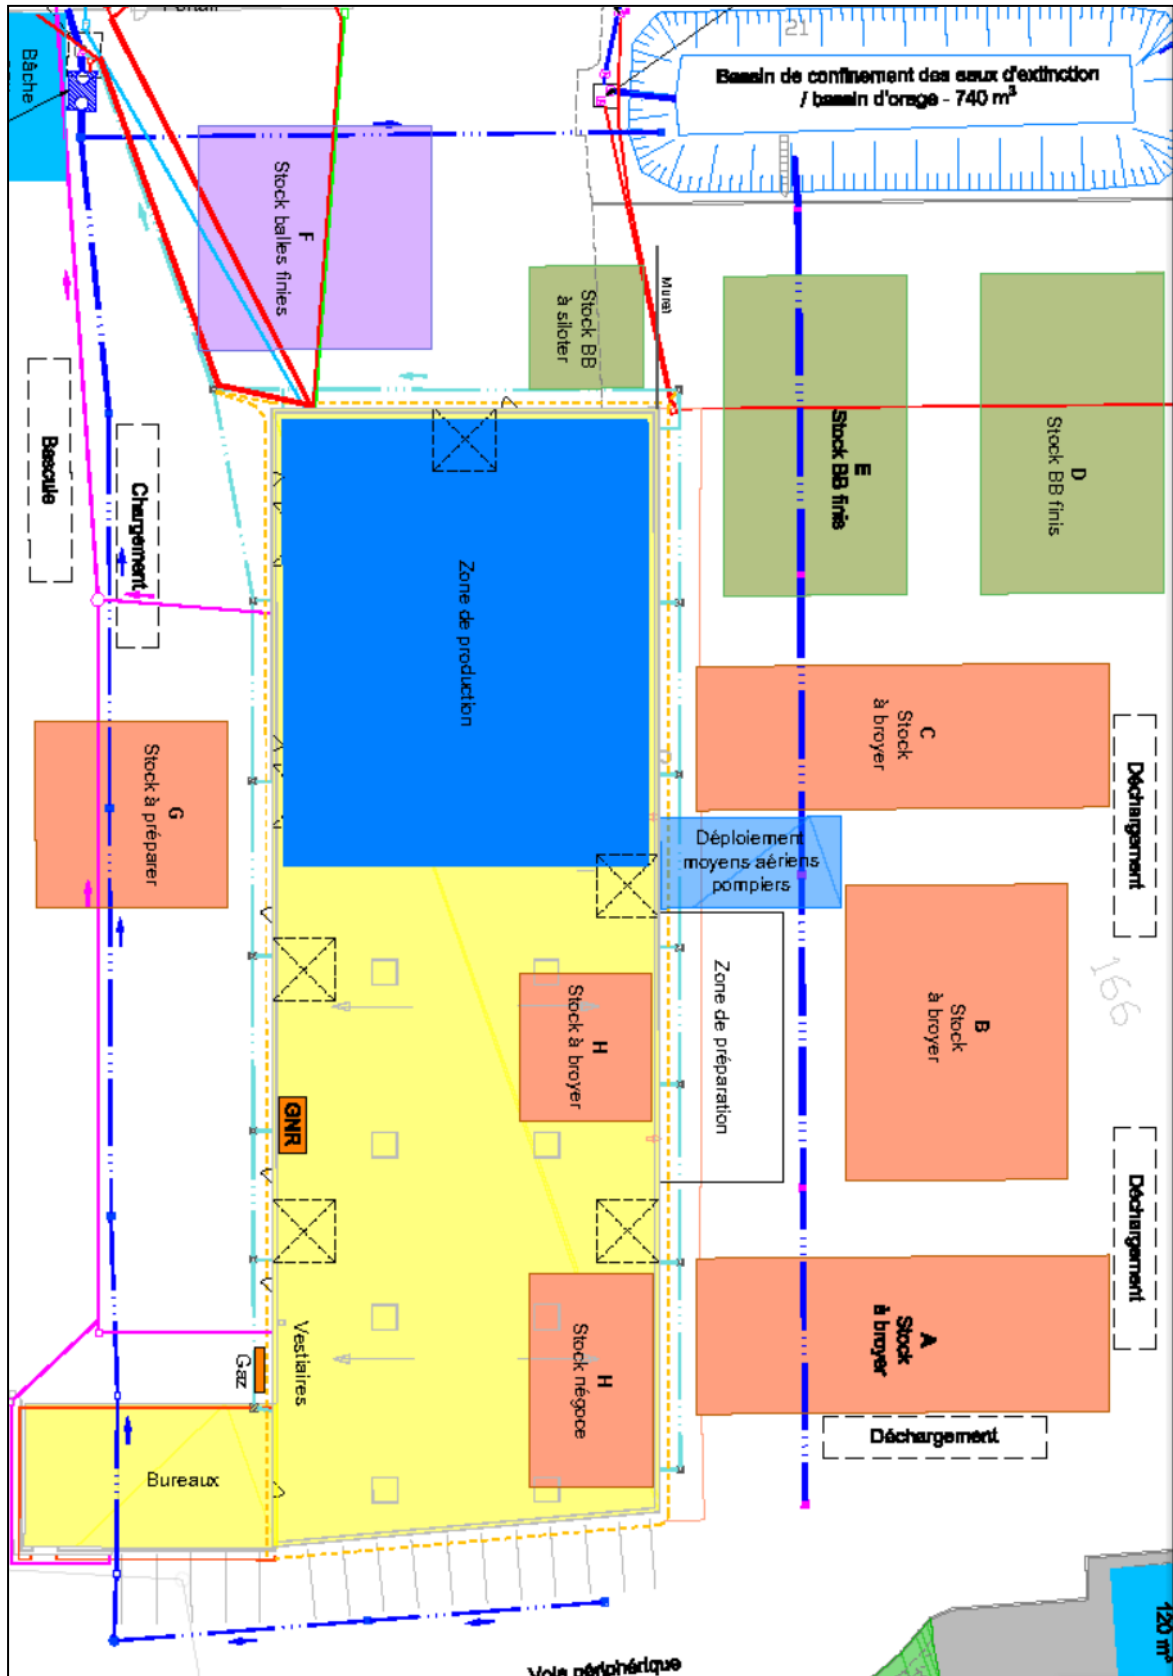 Portail
21
Bassin de confinement des eaux d'extinction
/ bassin d'orage - 740 m³
Bâche
F
Stock balles finies
Stock BB
à siloter
Muret
E
Stock BB finis
D
Stock BB finis
Bascule
Chargement
Zone de production
C
Stock
à broyer
Déchargement
G
Stock à préparer
Déploiement
moyens aériens
pompiers
B
Stock
à broyer
166
H
Stock à broyer
Zone de préparation
GNR
Déchargement
Vestiaires
Gaz
H
Stock négoce
A
Stock
à broyer
Déchargement
Bureaux
120 m³
Voie périphérique